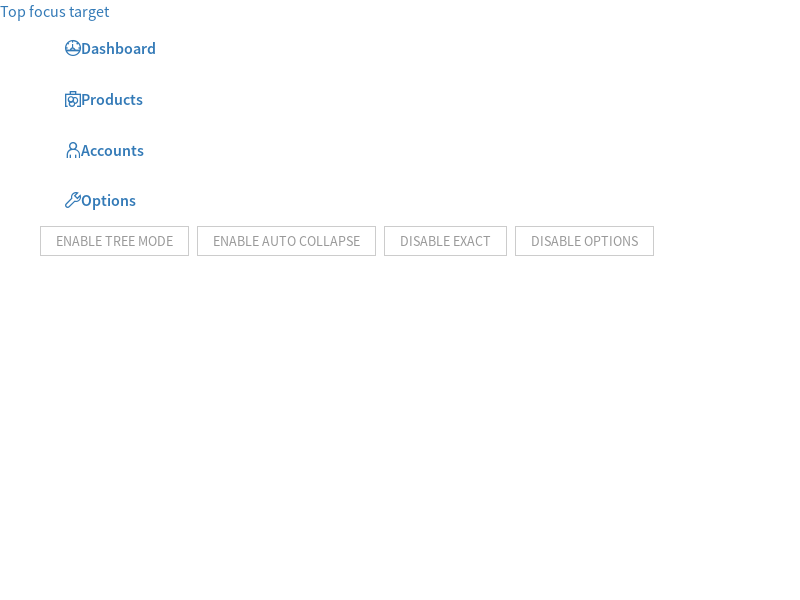 Top focus target
Dashboard
Products
Accounts
Options
ENABLE TREE MODE ENABLE AUTO COLLAPSE DISABLE EXACT DISABLE OPTIONS